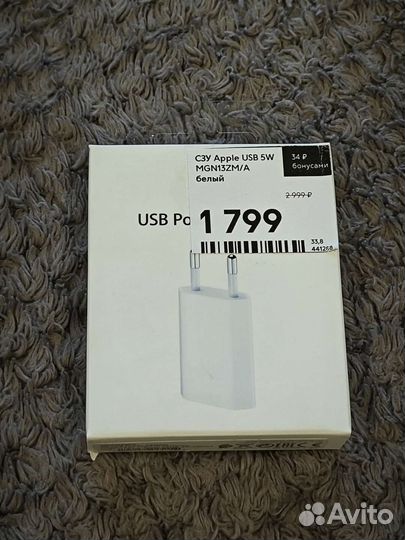 СЗУ Apple USB 5W
MGN13ZM/A
белый
34 ₽
бонусами
2 999 ₽
USB Po
1 799
33,8
441268
Avito